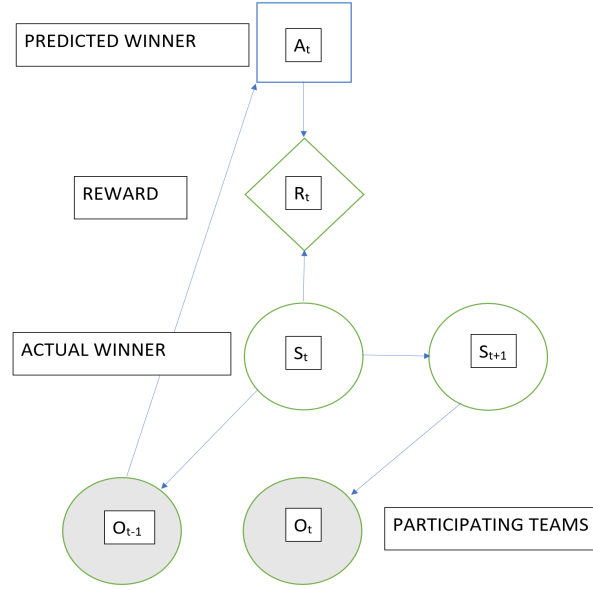 PREDICTED WINNER
At
REWARD
Rt
ACTUAL WINNER
St
St+1
Ot-1
Ot
PARTICIPATING TEAMS